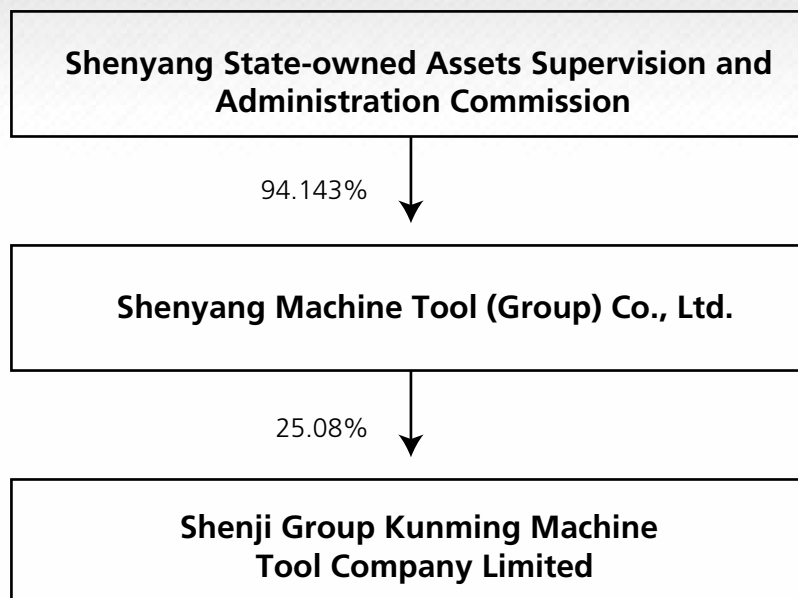 Shenyang State-owned Assets Supervision and
Administration Commission
94.143%
Shenyang Machine Tool (Group) Co., Ltd.
25.08%
Shenji Group Kunming Machine
Tool Company Limited